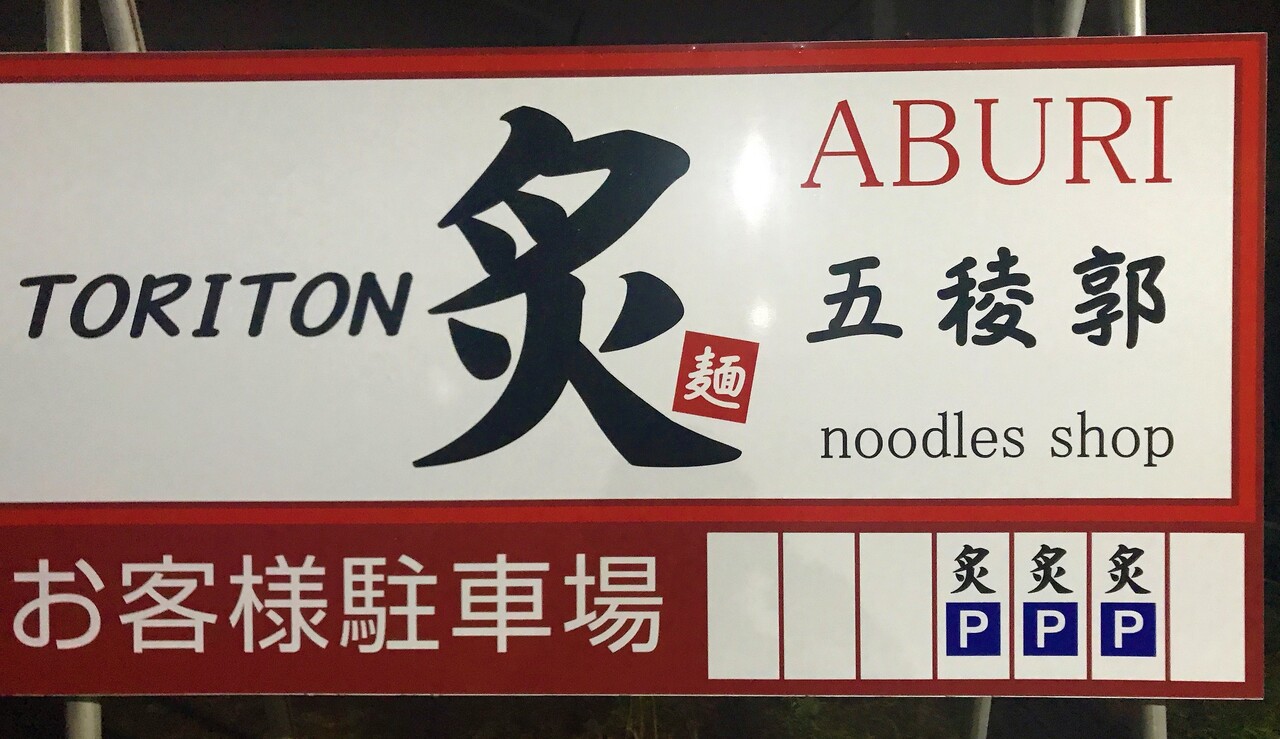 TORITON 炙 麺
ABURI
五稜郭
noodles shop
お客様駐車場
炙 炙 炙
P P P